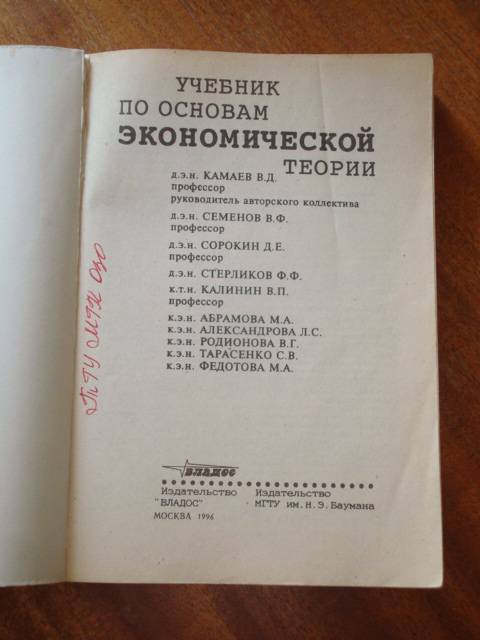 УЧЕБНИК
ПО ОСНОВАМ
ЭКОНОМИЧЕСКОЙ
ТЕОРИИ
д.э.н. КАМАЕВ В.Д.
профессор
руководитель авторского коллектива
д.э.н. СЕМЕНОВ В.Ф.
профессор
д.э.н. СОРОКИН Д.Е.
профессор
д.э.н. СТЕРЛИКОВ Ф.Ф.
к.т.н. КАЛИНИН В.П.
профессор
к.э.н. АБРАМОВА М.А.
к.э.н. АЛЕКСАНДРОВА Л.С.
к.э.н. РОДИОНОВА В.Г.
к.э.н. ТАРАСЕНКО С.В.
к.э.н. ФЕДОТОВА М.А.
ВЛАДОС
Издательство Издательство
"ВЛАДОС" МГТУ им. Н.Э.Баумана
МОСКВА 1996